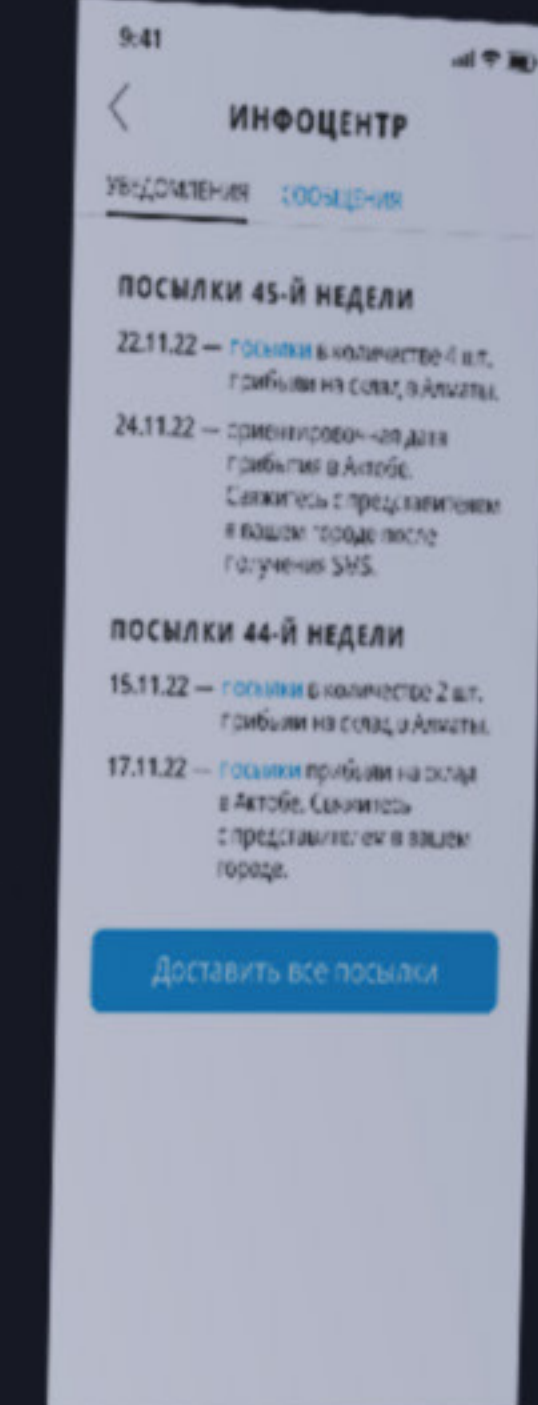 9:41
ИНФОЦЕНТР
УВЕДОМЛЕНИЯ СООБЩЕНИЯ
ПОСЫЛКИ 45-Й НЕДЕЛИ
22.11.22 — посылки в количестве 4 шт.
прибыли на склад в Алматы.
24.11.22 — ориентировочная дата
прибытия в Актобе.
Свяжитесь с представителем
в вашем городе после
получения SMS.
ПОСЫЛКИ 44-Й НЕДЕЛИ
15.11.22 — посылки в количестве 2 шт.
прибыли на склад в Алматы.
17.11.22 — посылки прибыли на склад
в Актобе. Свяжитесь
с представителем в вашем
городе.
Доставить все посылки